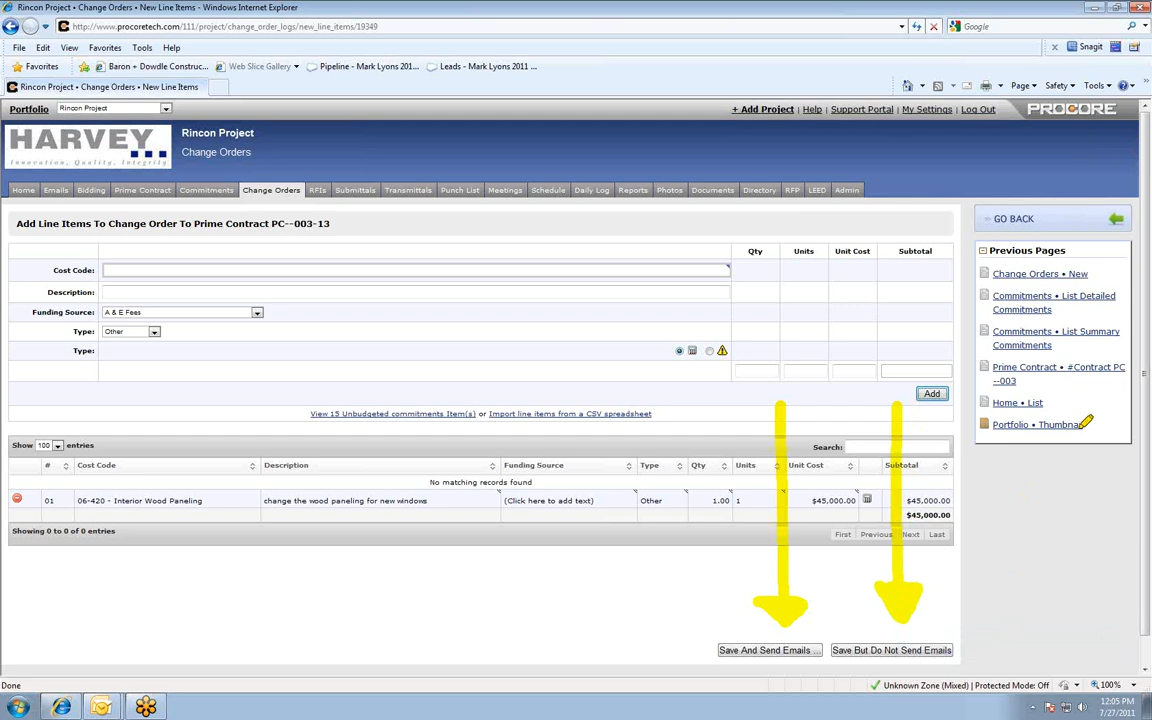 Rincon Project • Change Orders • New Line Items - Windows Internet Explorer
http://www.procoretech.com/111/project/change_order_logs/new_line_items/19349
Google
File Edit View Favorites Tools Help
x Snagit
Favorites Baron + Dowdle Construc... Web Slice Gallery Pipeline - Mark Lyons 201... Leads - Mark Lyons 2011 ...
Rincon Project • Change Orders • New Line Items
Page Safety Tools
Portfolio Rincon Project + Add Project | Help | Support Portal | My Settings | Log Out PROCORE
HARVEY
Innovation, Quality, Integrity
Rincon Project
Change Orders
Home Emails Bidding Prime Contract Commitments Change Orders RFIs Submittals Transmittals Punch List Meetings Schedule Daily Log Reports Photos Documents Directory RFP LEED Admin
Add Line Items To Change Order To Prime Contract PC--003-13
Qty Units Unit Cost Subtotal
Cost Code:
Description:
Funding Source: A & E Fees
Type: Other
Type:
Add
View 15 Unbudgeted commitments Item(s) or Import line items from a CSV spreadsheet
Show 100 entries Search:
# Cost Code Description Funding Source Type Qty Units Unit Cost Subtotal
No matching records found
01 06-420 - Interior Wood Paneling change the wood paneling for new windows (Click here to add text) Other 1.00 1 $45,000.00 $45,000.00
$45,000.00
Showing 0 to 0 of 0 entries First Previous Next Last
Save And Send Emails ... Save But Do Not Send Emails
GO BACK
Previous Pages
Change Orders • New
Commitments • List Detailed
Commitments
Commitments • List Summary
Commitments
Prime Contract • #Contract PC
--003
Home • List
Portfolio • Thumbnail
Done Unknown Zone (Mixed) | Protected Mode: Off 100%
12:05 PM
7/27/2011